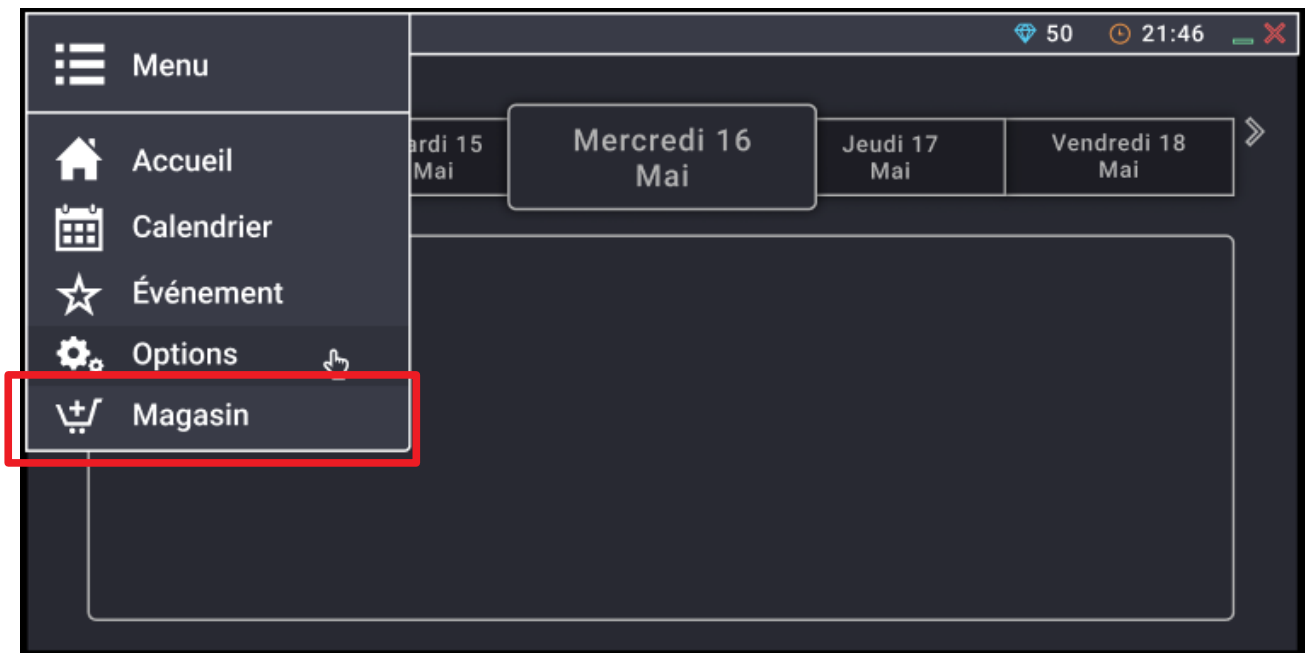 Menu
50
21:46
Accueil
Calendrier
Événement
Options
Magasin
ardi 15
Mai
Mercredi 16
Mai
Jeudi 17
Mai
Vendredi 18
Mai